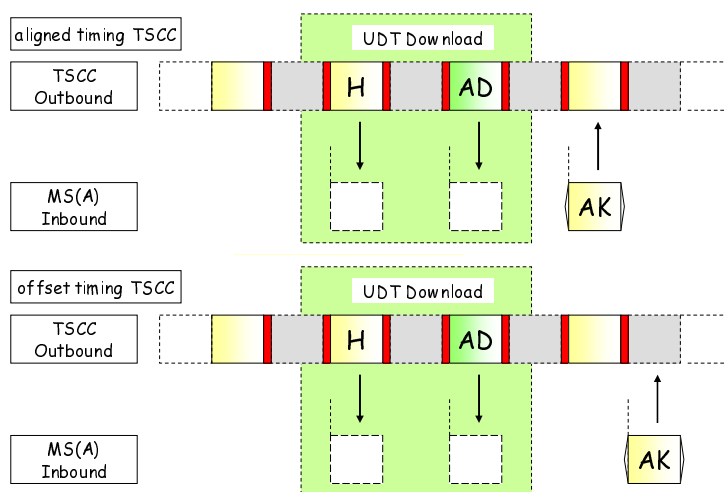 aligned timing TSCC
UDT Download
TSCC
Outbound
H
AD
MS(A)
Inbound
AK
offset timing TSCC
UDT Download
TSCC
Outbound
H
AD
MS(A)
Inbound
AK